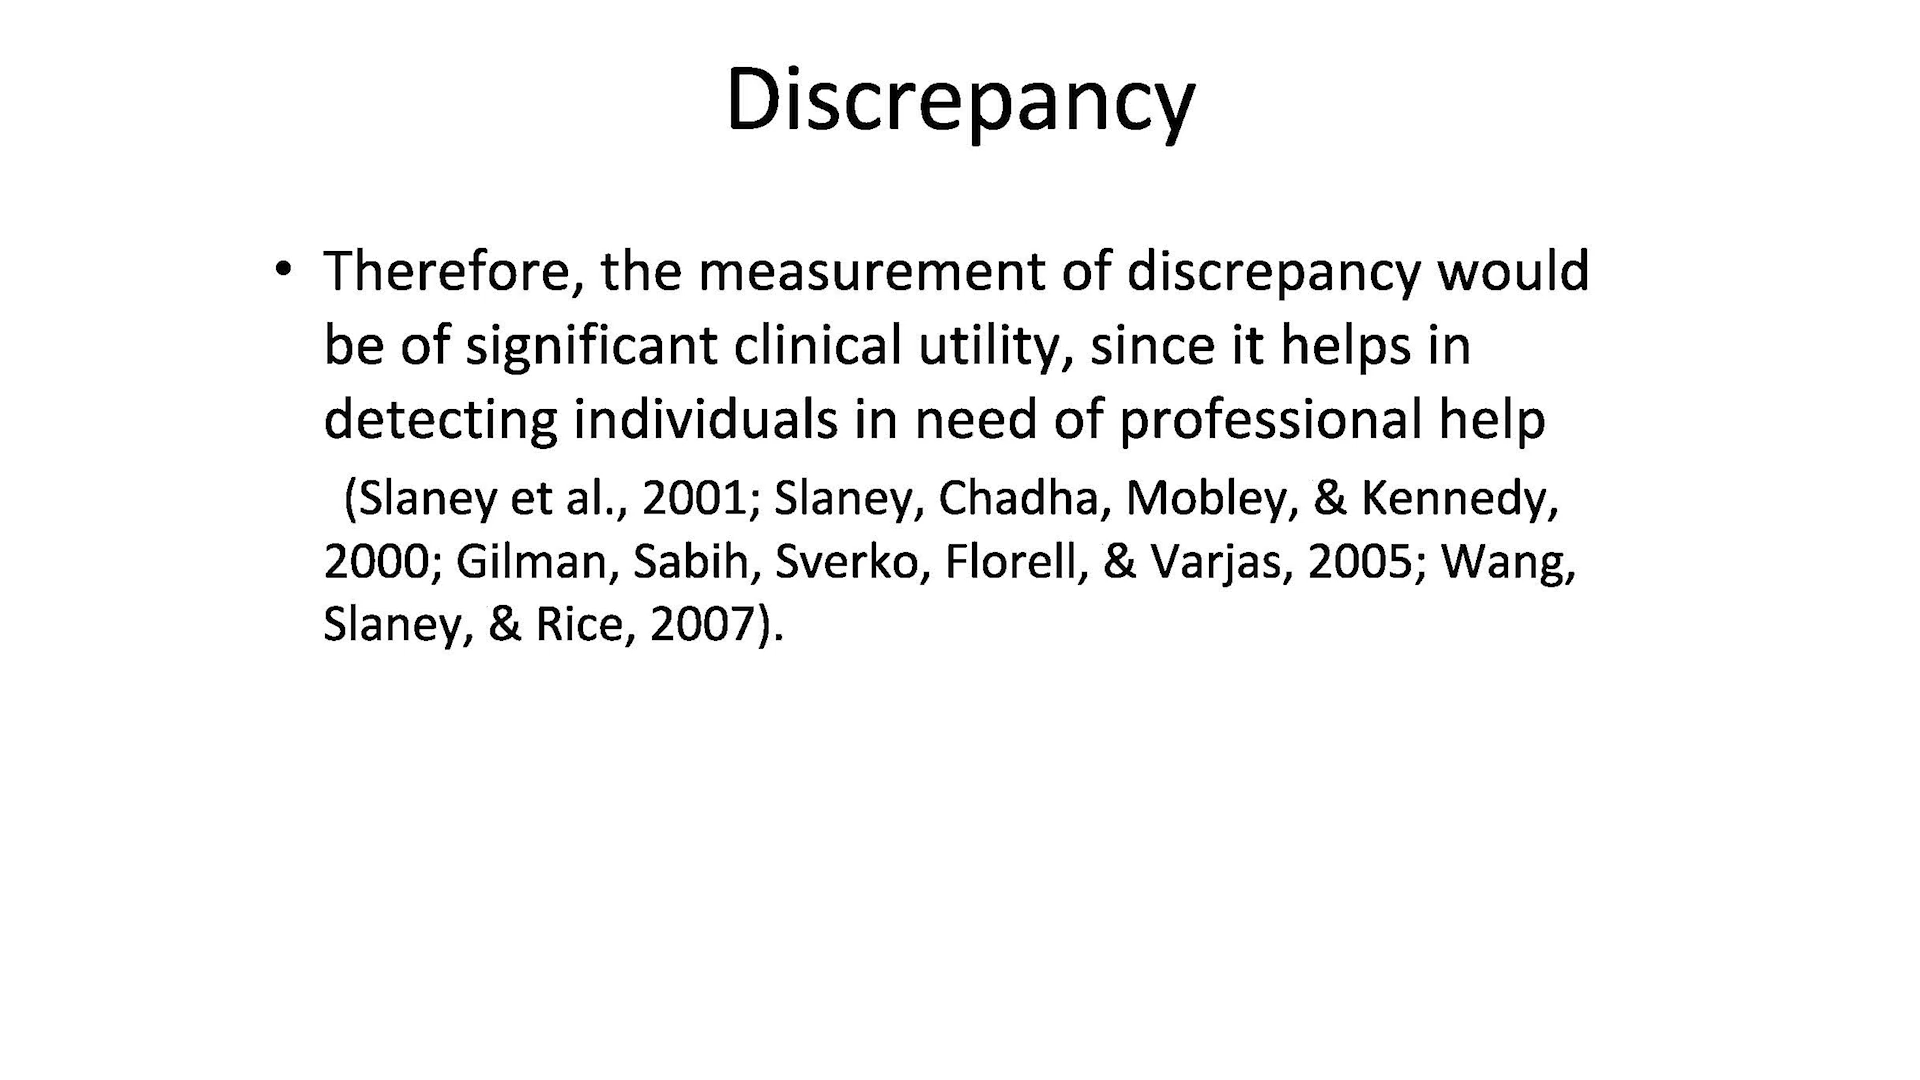 Discrepancy
• Therefore, the measurement of discrepancy would
be of significant clinical utility, since it helps in
detecting individuals in need of professional help
(Slaney et al., 2001; Slaney, Chadha, Mobley, & Kennedy,
2000; Gilman, Sabih, Sverko, Florell, & Varjas, 2005; Wang,
Slaney, & Rice, 2007).